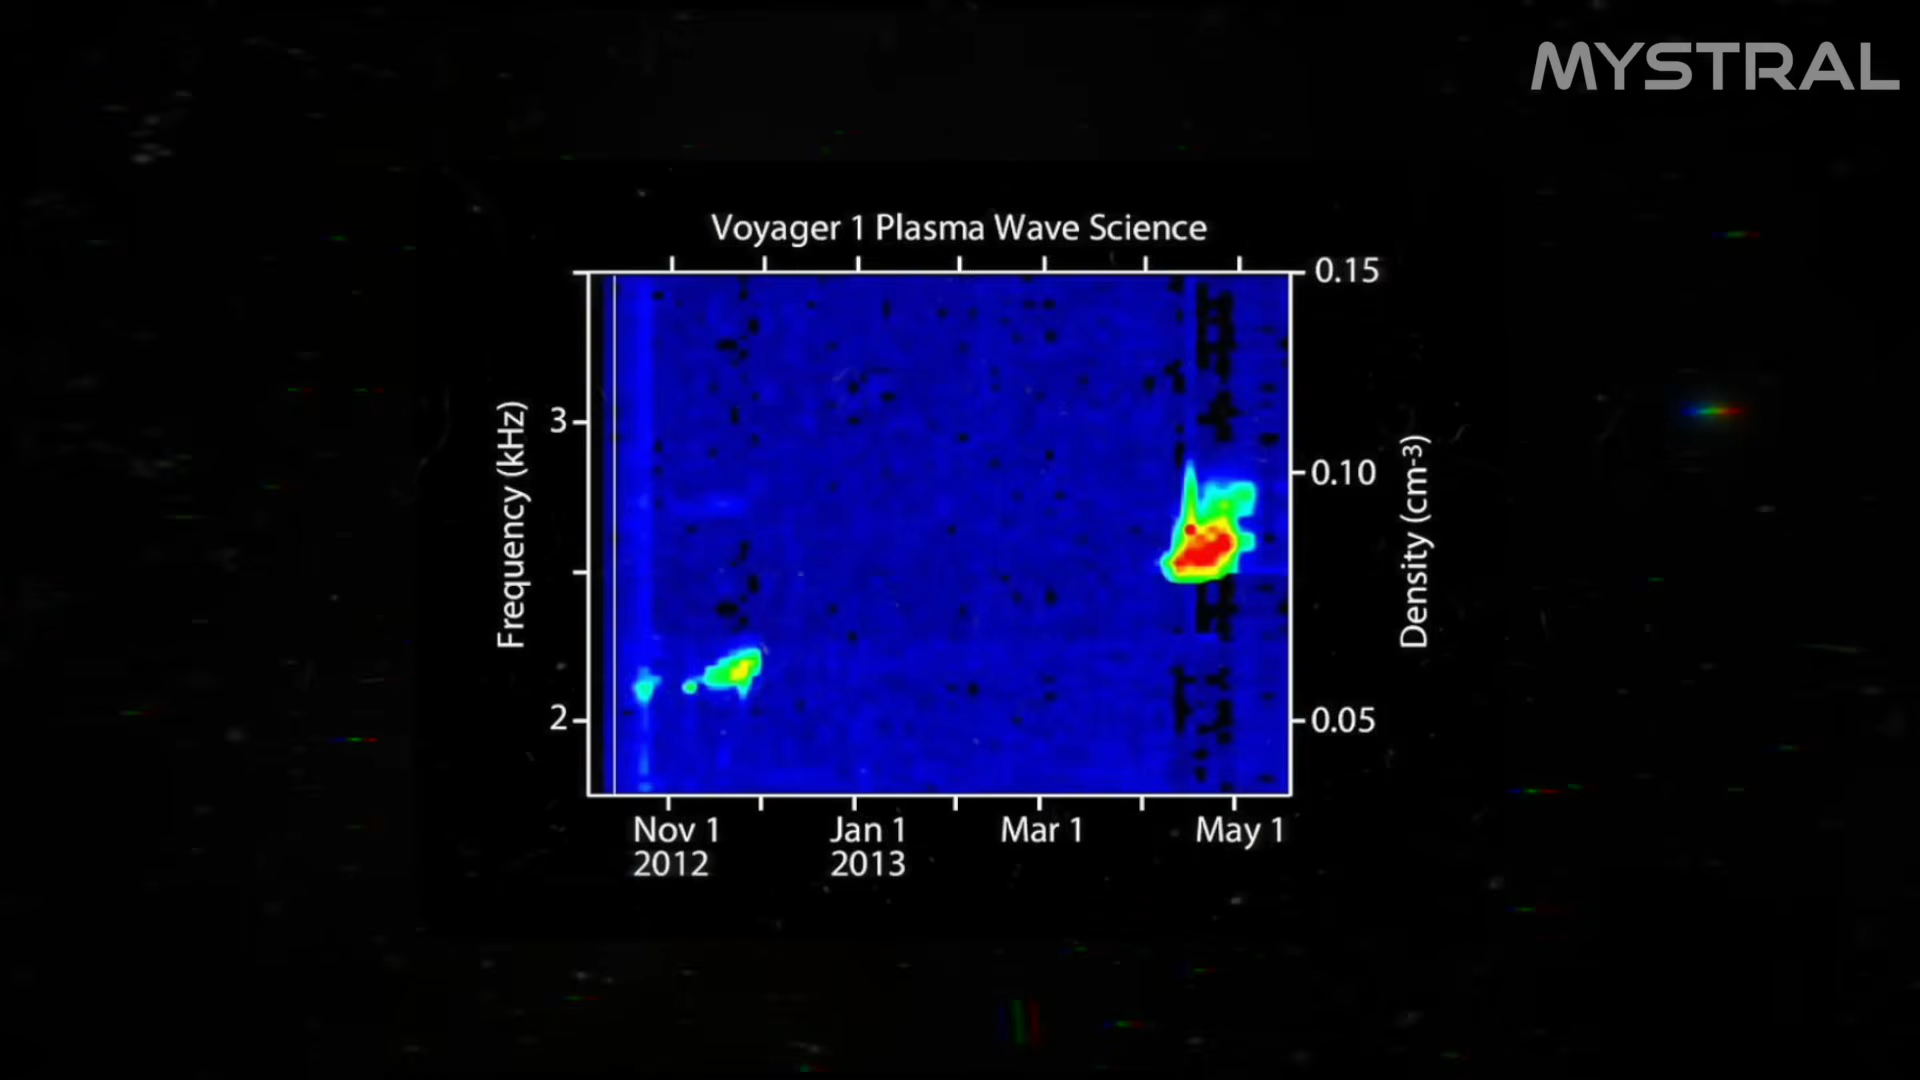 MYSTRAL
Voyager 1 Plasma Wave Science
0.15
3
0.10
Frequency (kHz)
Density (cm-3)
2
0.05
Nov 1
2012
Jan 1
2013
Mar 1
May 1